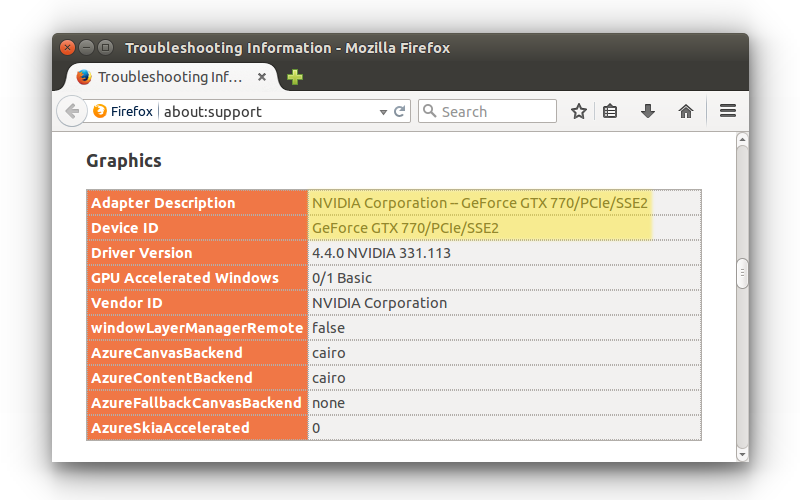 Troubleshooting Information - Mozilla Firefox
Troubleshooting Inf...
Firefox about:support Search
Graphics
Adapter Description NVIDIA Corporation -- GeForce GTX 770/PCIe/SSE2
Device ID GeForce GTX 770/PCIe/SSE2
Driver Version 4.4.0 NVIDIA 331.113
GPU Accelerated Windows 0/1 Basic
Vendor ID NVIDIA Corporation
windowLayerManagerRemote false
AzureCanvasBackend cairo
AzureContentBackend cairo
AzureFallbackCanvasBackend none
AzureSkiaAccelerated 0